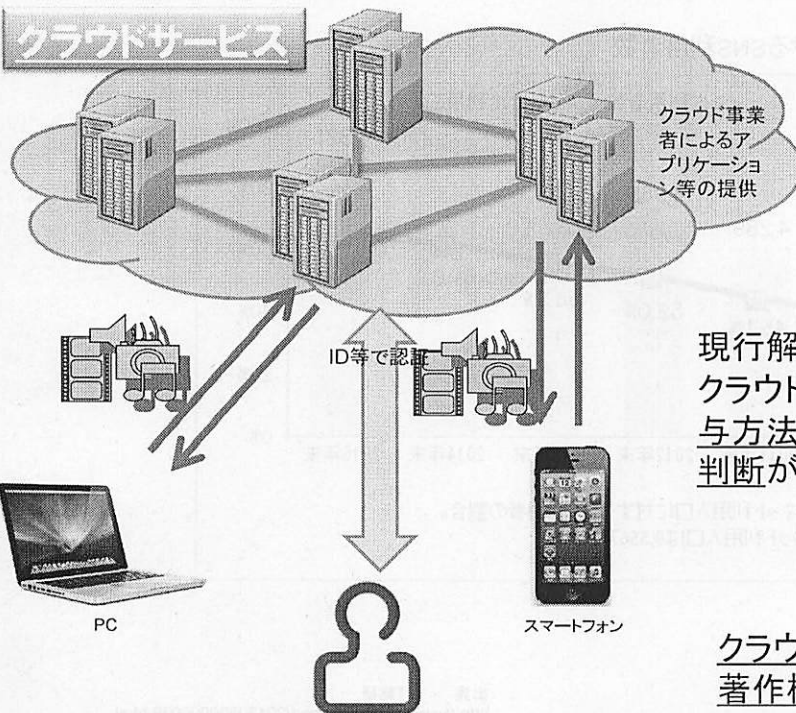 クラウドサービス
クラウド事業
者によるア
プリケーショ
ン等の提供
ID等で認証
現行解
クラウド
与方法
判断が
PC
スマートフォン
クラウ
著作権